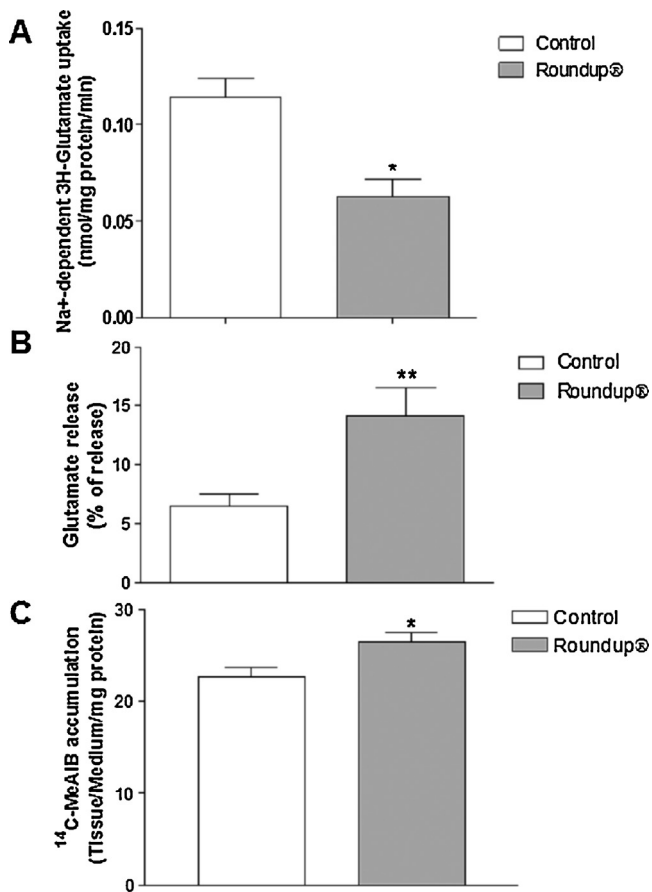 A
Na+-dependent 3H-Glutamate uptake
(nmol/mg protein/min)
0.15
0.10
0.05
0.00
*
Control
Roundup®
B
Glutamate release
(% of release)
20
15
10
5
0
**
Control
Roundup®
C
14C-MeAIB accumulation
(Tissue/Medium/mg protein)
30
20
10
0
*
Control
Roundup®